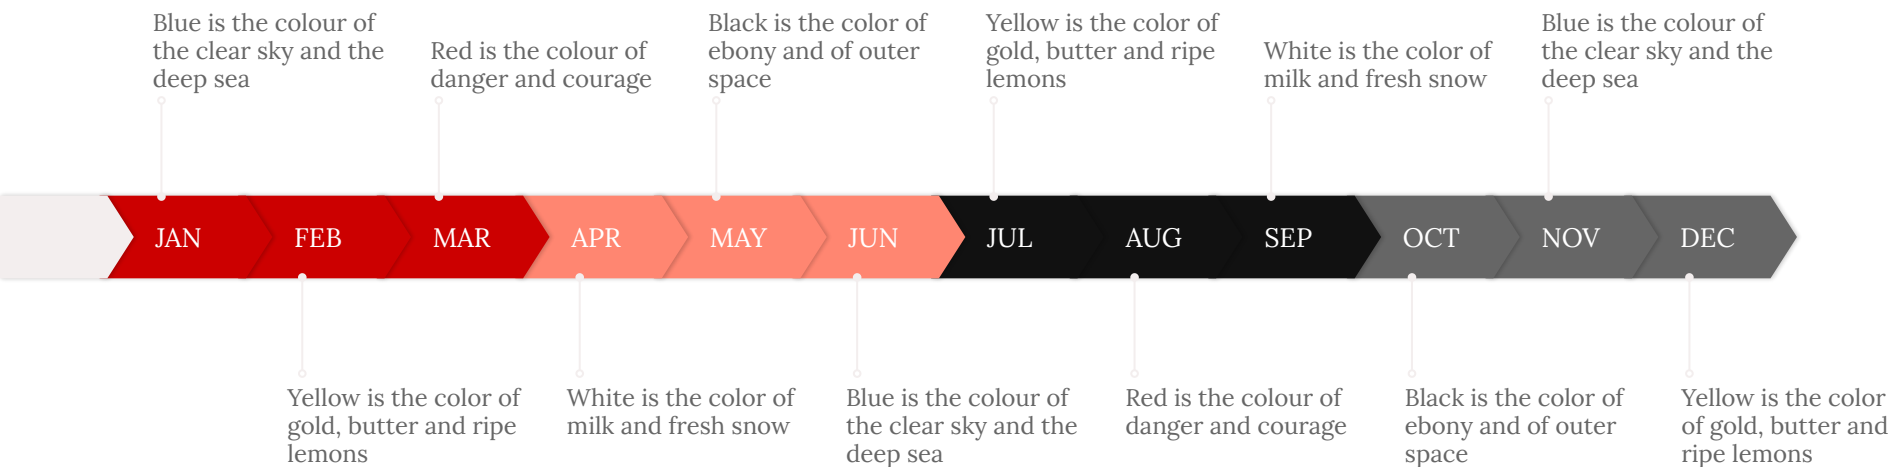 Blue is the colour of
the clear sky and the
deep sea
Red is the colour of
danger and courage
Black is the color of
ebony and of outer
space
Yellow is the color of
gold, butter and ripe
lemons
White is the color of
milk and fresh snow
Blue is the colour of
the clear sky and the
deep sea
JAN FEB MAR APR MAY JUN JUL AUG SEP OCT NOV DEC
Yellow is the color of
gold, butter and ripe
lemons
White is the color of
milk and fresh snow
Blue is the colour of
the clear sky and the
deep sea
Red is the colour of
danger and courage
Black is the color of
ebony and of outer
space
Yellow is the color
of gold, butter and
ripe lemons